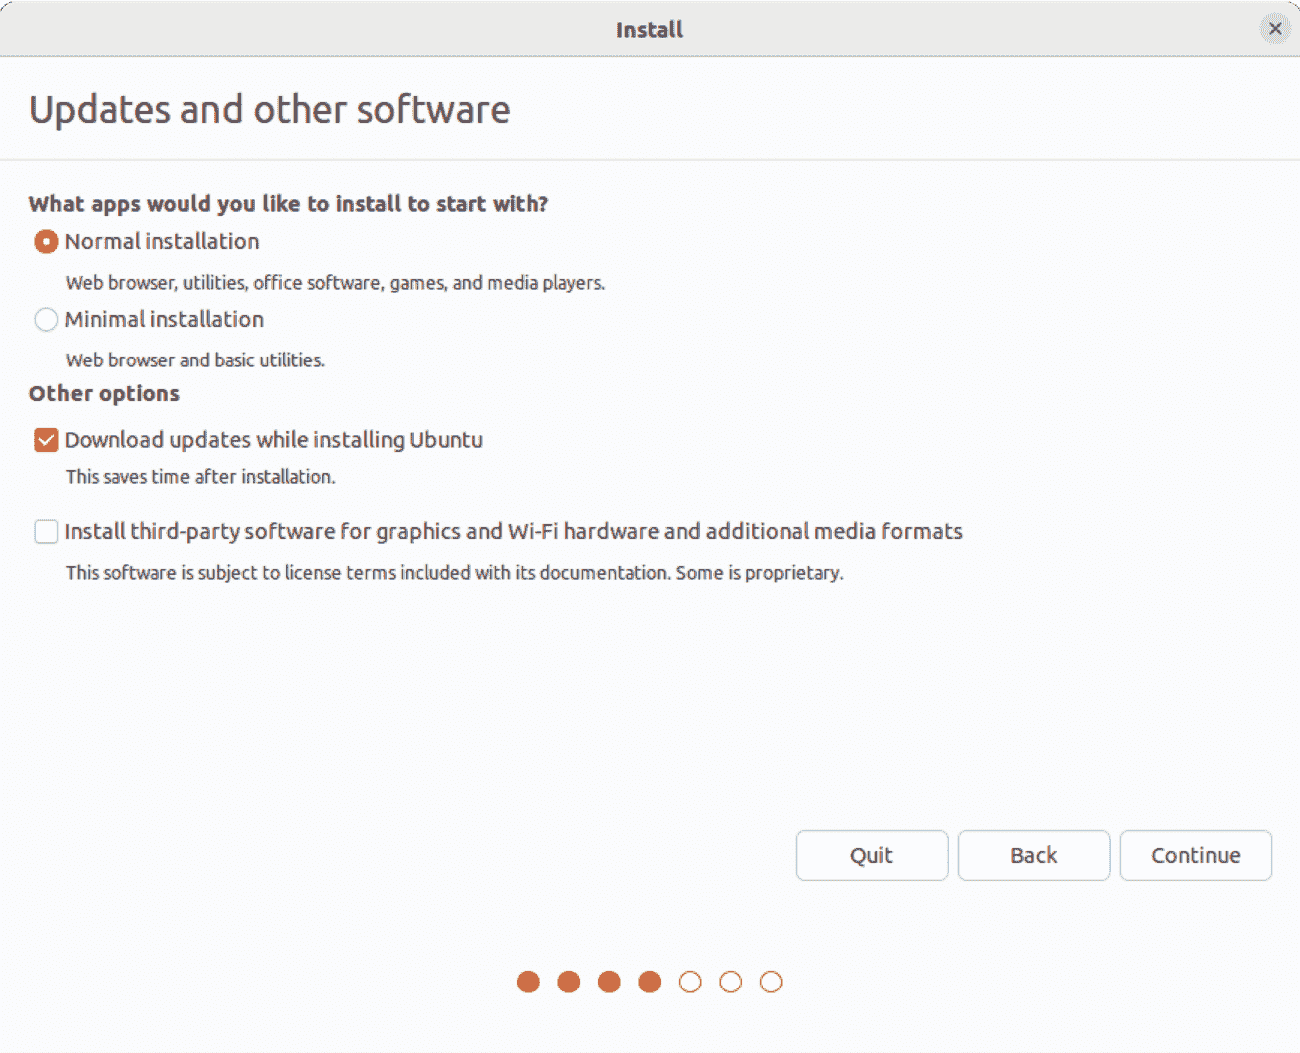 Install
Updates and other software
What apps would you like to install to start with?
Normal installation
Web browser, utilities, office software, games, and media players.
Minimal installation
Web browser and basic utilities.
Other options
Download updates while installing Ubuntu
This saves time after installation.
Install third-party software for graphics and Wi-Fi hardware and additional media formats
This software is subject to license terms included with its documentation. Some is proprietary.
Quit
Back
Continue